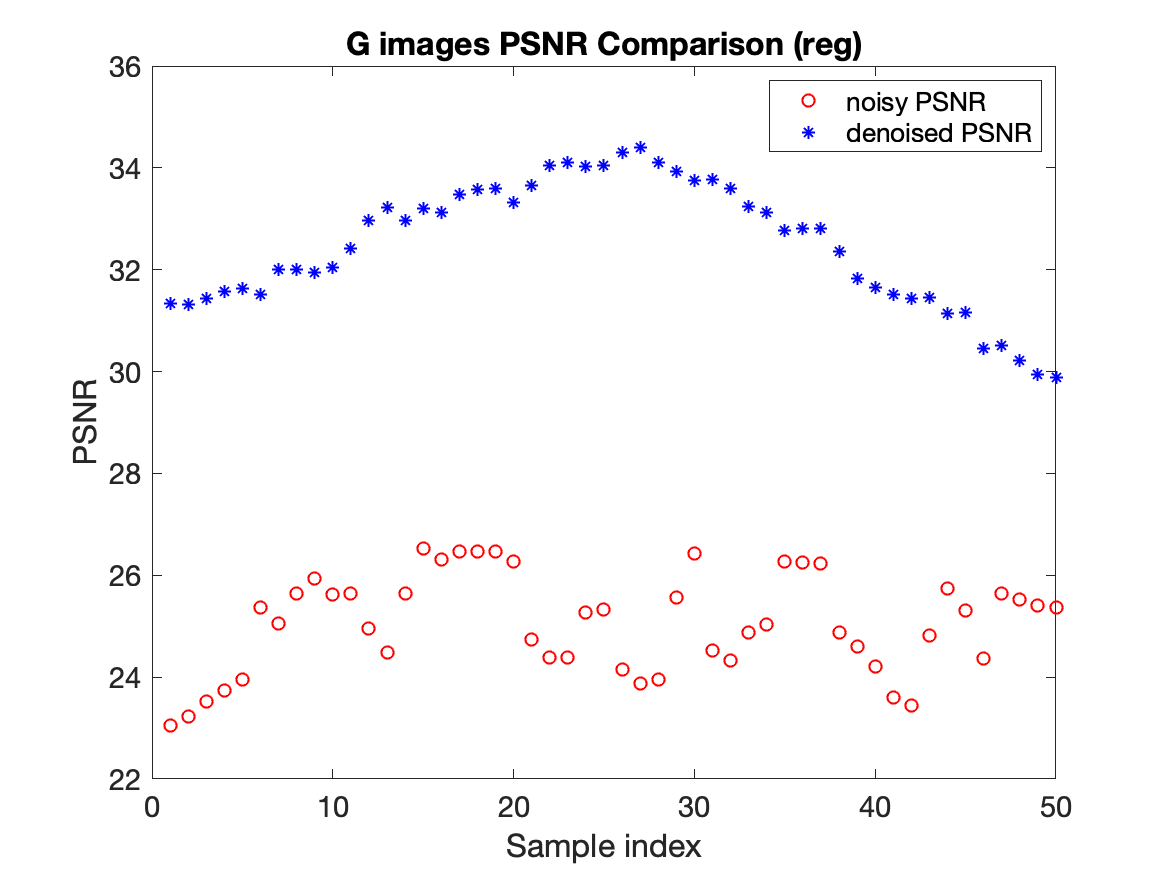 G images PSNR Comparison (reg)
36
34
32
30
28
26
24
22
PSNR
noisy PSNR
denoised PSNR
0 10 20 30 40 50
Sample index